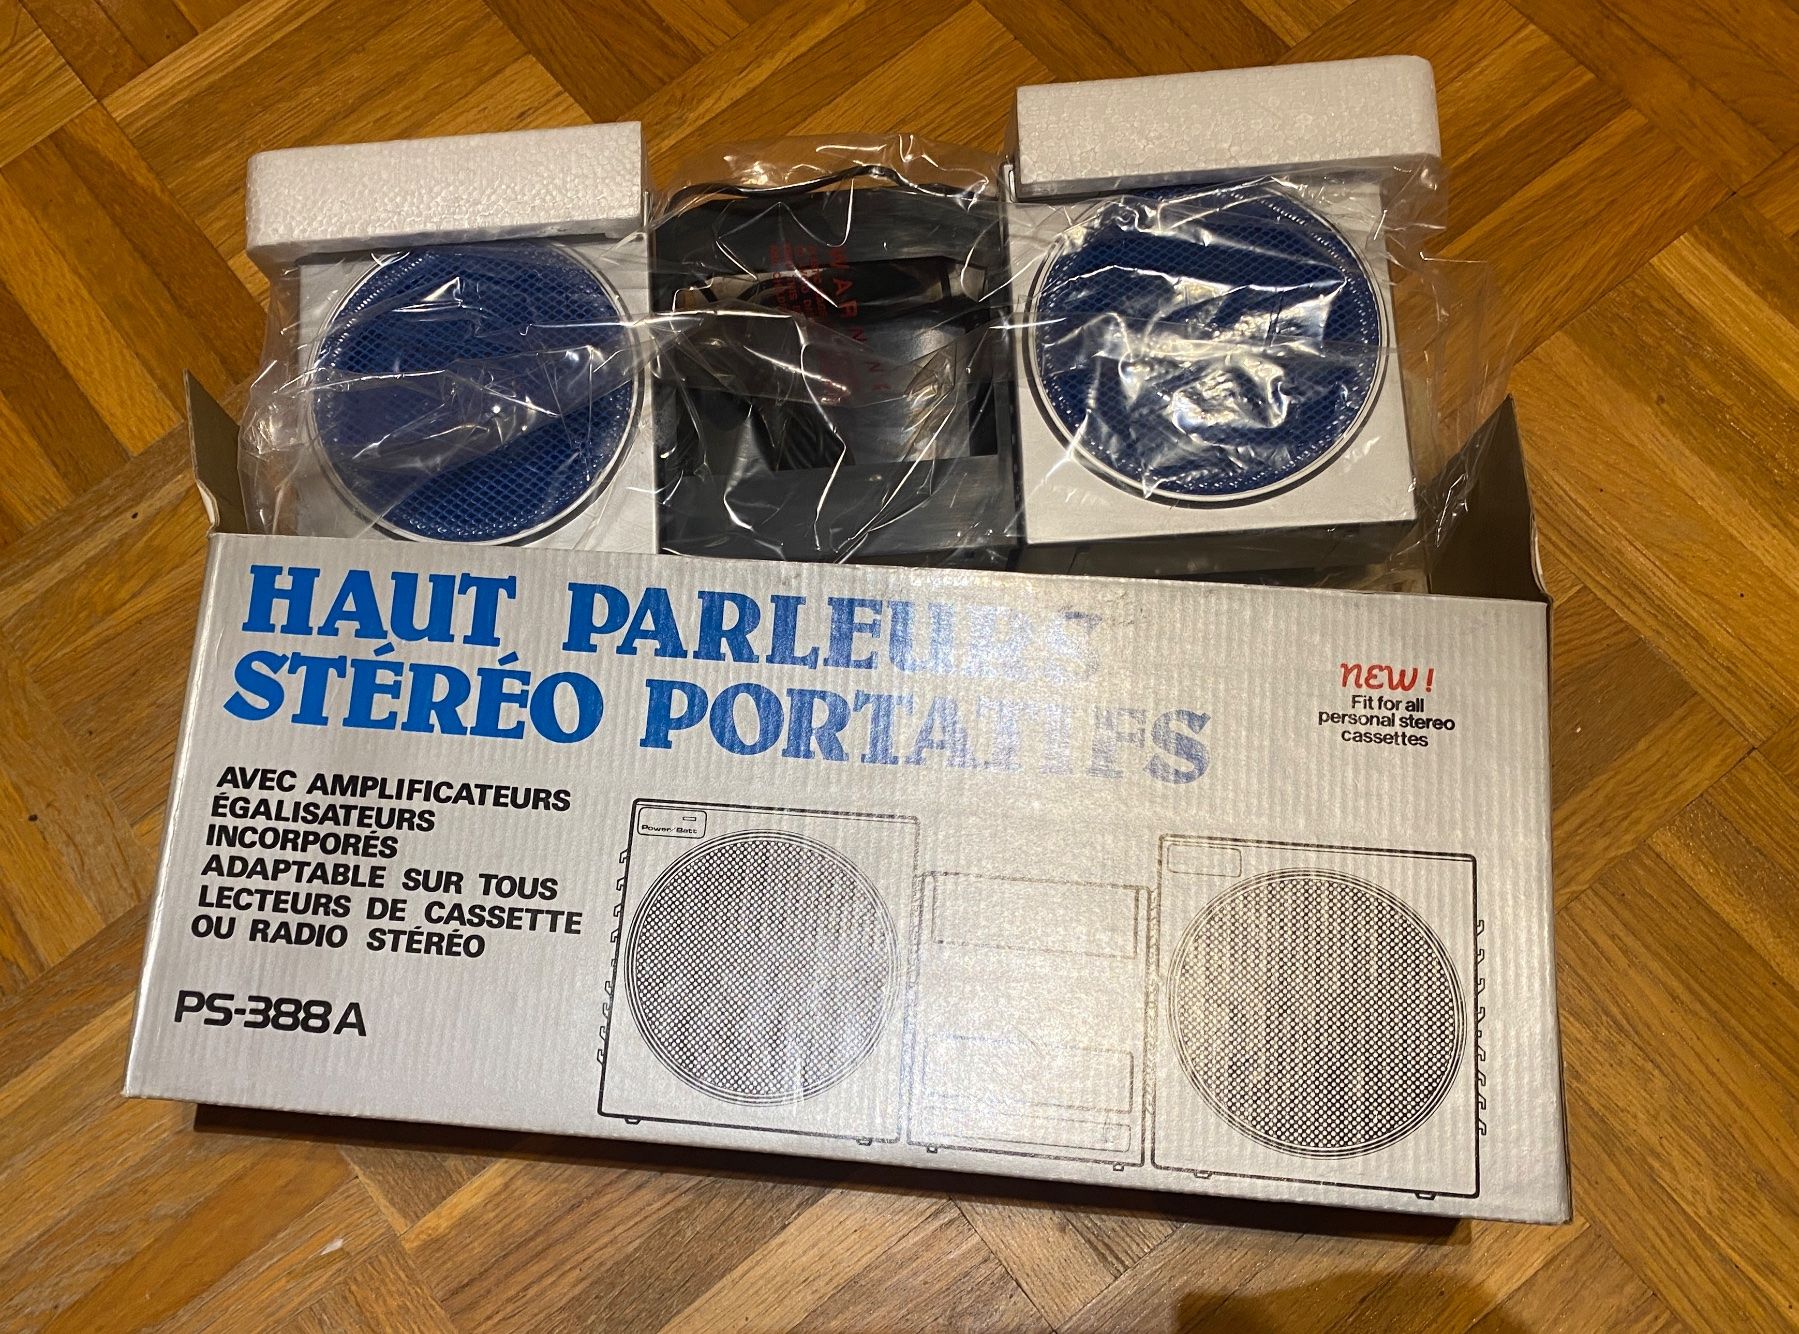 WARNING
HAUT PARLEURS
STÉRÉO PORTATIFS
NEW!
Fit for all
personal stereo
cassettes
AVEC AMPLIFICATEURS
ÉGALISATEURS
INCORPORÉS
ADAPTABLE SUR TOUS
LECTEURS DE CASSETTE
OU RADIO STÉRÉO
PS-388A
Power/Batt